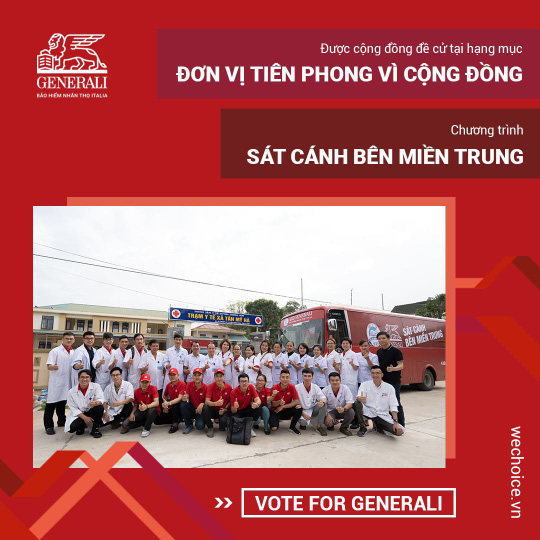 GENERALI
BẢO HIỂM NHÂN THỌ ITALIA
Được cộng đồng đề cử tại hạng mục
ĐƠN VỊ TIÊN PHONG VÌ CỘNG ĐỒNG
Chương trình
SÁT CÁNH BÊN MIỀN TRUNG
TRẠM Y TẾ XÃ TÂN MỸ HÀ
GENERALI
SÁT CÁNH
BÊN MIỀN TRUNG
wechoice.vn
VOTE FOR GENERALI